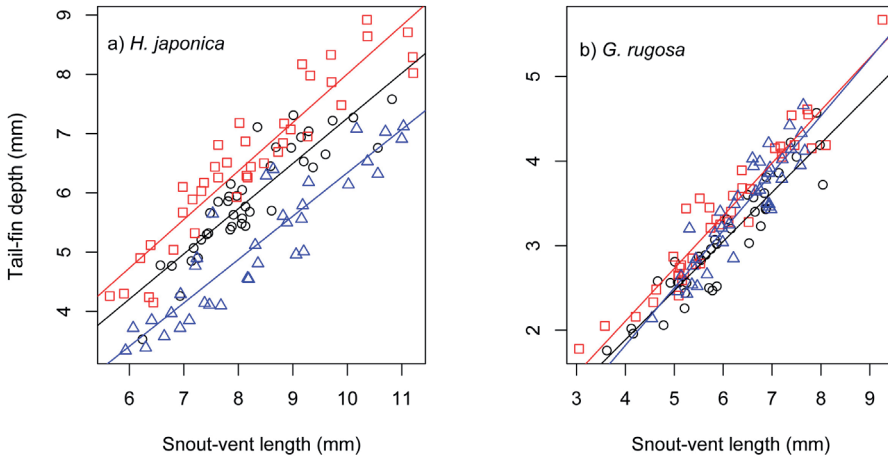 a) H. japonica
9
8
7
6
5
4
Tail-fin depth (mm)
6 7 8 9 10 11
Snout-vent length (mm)
b) G. rugosa
5
4
3
2
3 4 5 6 7 8 9
Snout-vent length (mm)